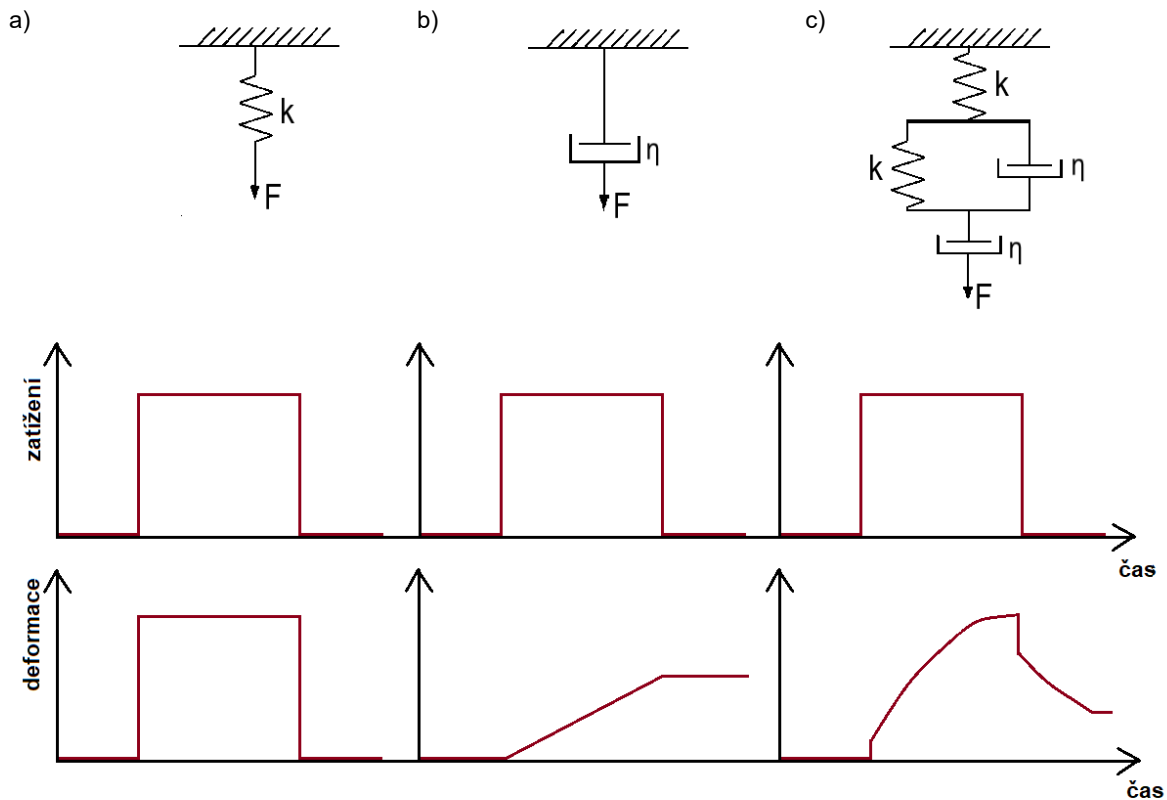 a)
b)
c)
k
F
η
F
k
k
η
η
F
zatížení
čas
deformace
čas